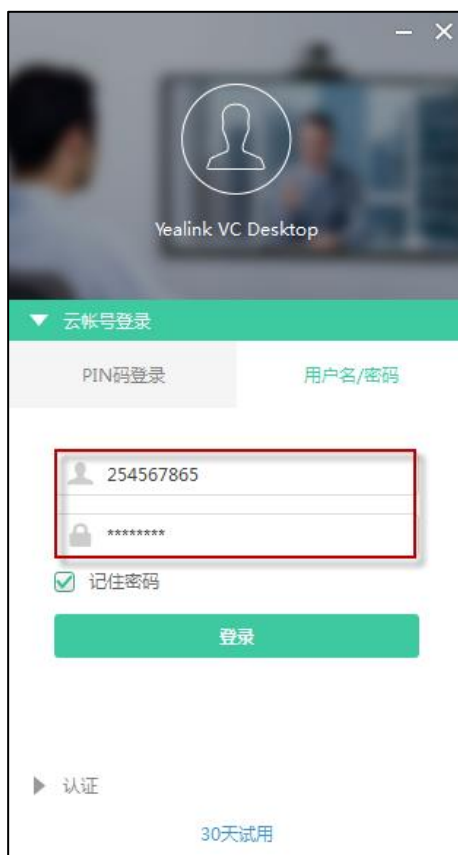 Yealink VC Desktop
云帐号登录
PIN码登录 用户名/密码
254567865
********
记住密码
登录
认证
30天试用